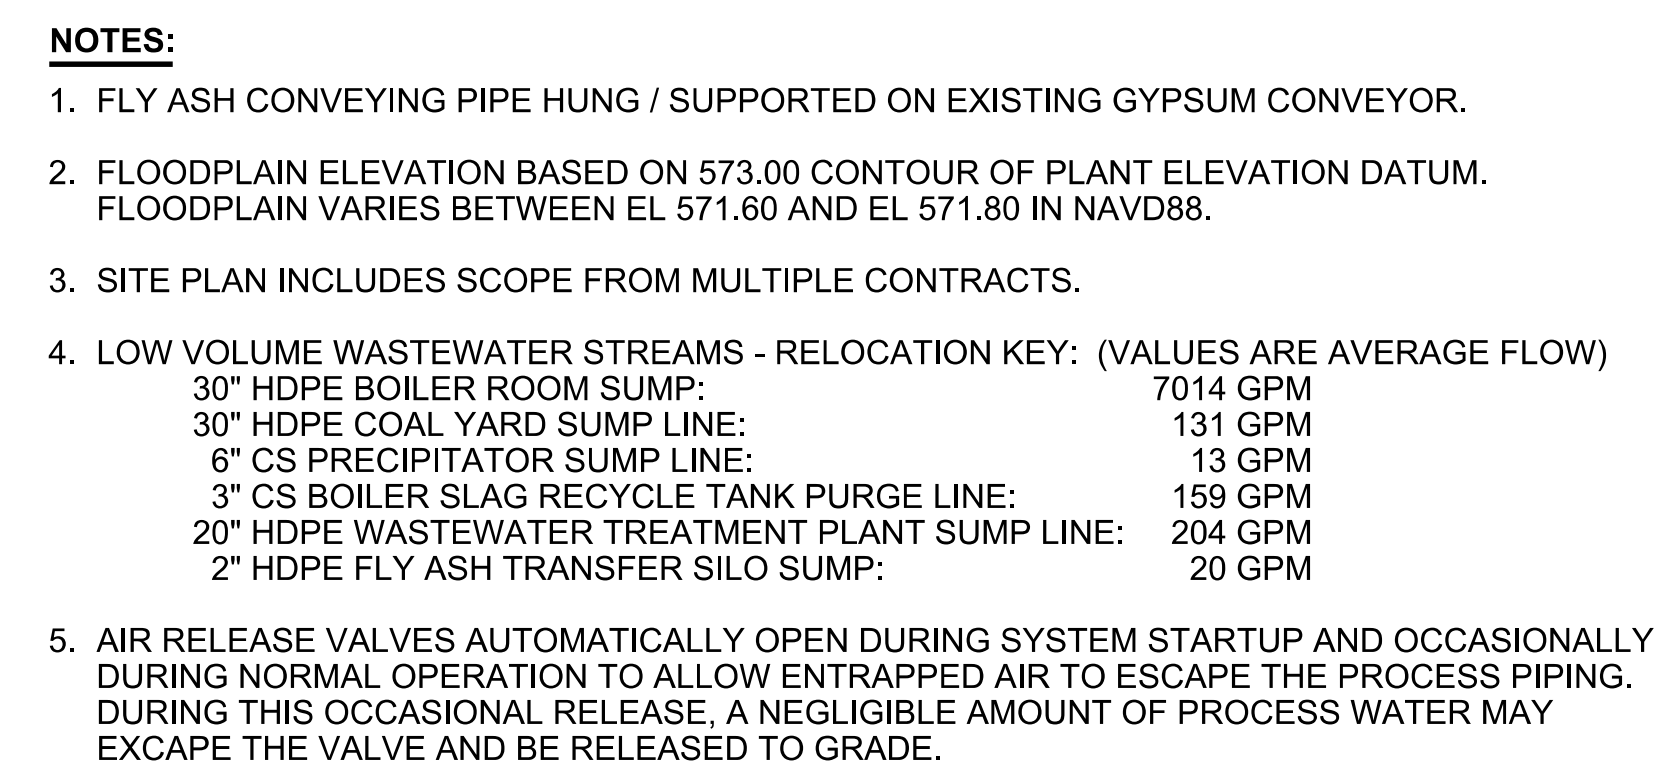 NOTES:
1. FLY ASH CONVEYING PIPE HUNG / SUPPORTED ON EXISTING GYPSUM CONVEYOR.
2. FLOODPLAIN ELEVATION BASED ON 573.00 CONTOUR OF PLANT ELEVATION DATUM.
FLOODPLAIN VARIES BETWEEN EL 571.60 AND EL 571.80 IN NAVD88.
3. SITE PLAN INCLUDES SCOPE FROM MULTIPLE CONTRACTS.
4. LOW VOLUME WASTEWATER STREAMS - RELOCATION KEY: (VALUES ARE AVERAGE FLOW)
30" HDPE BOILER ROOM SUMP: 7014 GPM
30" HDPE COAL YARD SUMP LINE: 131 GPM
6" CS PRECIPITATOR SUMP LINE: 13 GPM
3" CS BOILER SLAG RECYCLE TANK PURGE LINE: 159 GPM
20" HDPE WASTEWATER TREATMENT PLANT SUMP LINE: 204 GPM
2" HDPE FLY ASH TRANSFER SILO SUMP: 20 GPM
5. AIR RELEASE VALVES AUTOMATICALLY OPEN DURING SYSTEM STARTUP AND OCCASIONALLY
DURING NORMAL OPERATION TO ALLOW ENTRAPPED AIR TO ESCAPE THE PROCESS PIPING.
DURING THIS OCCASIONAL RELEASE, A NEGLIGIBLE AMOUNT OF PROCESS WATER MAY
EXCAPE THE VALVE AND BE RELEASED TO GRADE.